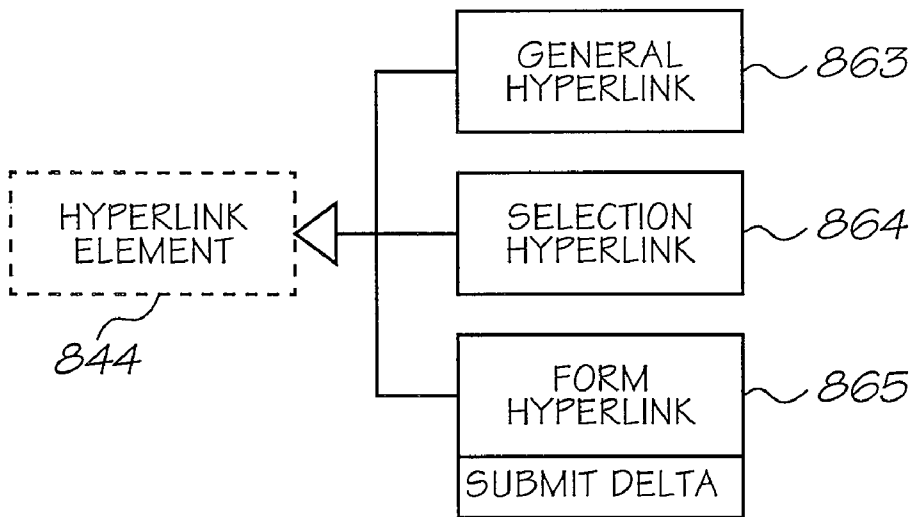 GENERAL
HYPERLINK
863
HYPERLINK
ELEMENT
844
SELECTION
HYPERLINK
864
FORM
HYPERLINK
865
SUBMIT DELTA